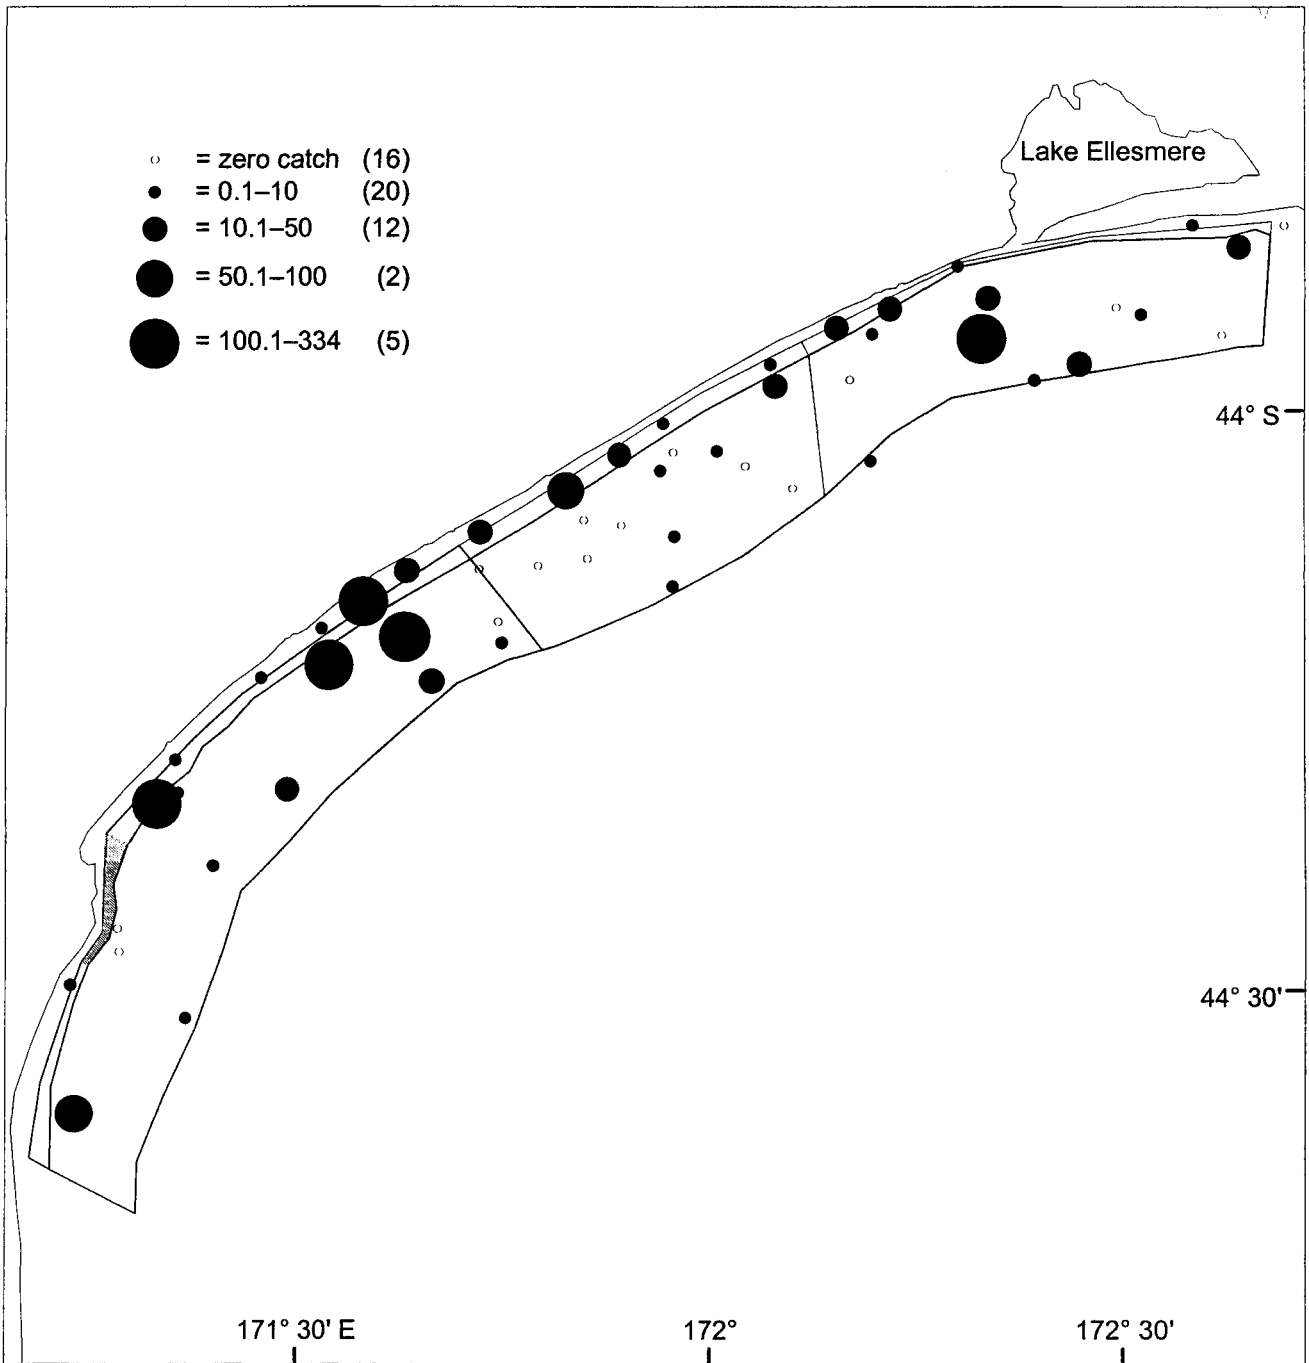 = zero catch (16)
= 0.1–10 (20)
= 10.1–50 (12)
= 50.1–100 (2)
= 100.1–334 (5)
Lake Ellesmere
44° S
44° 30'
171° 30' E 172° 172° 30'